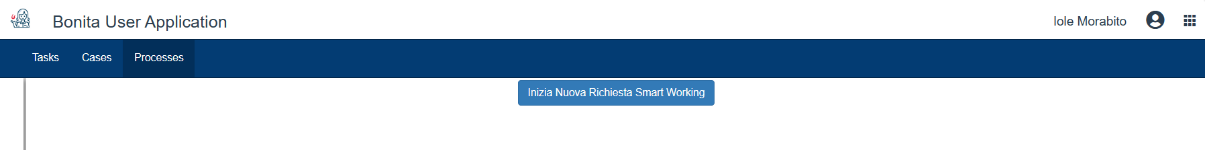 Bonita User Application
Iole Morabito
Tasks Cases Processes
Inizia Nuova Richiesta Smart Working